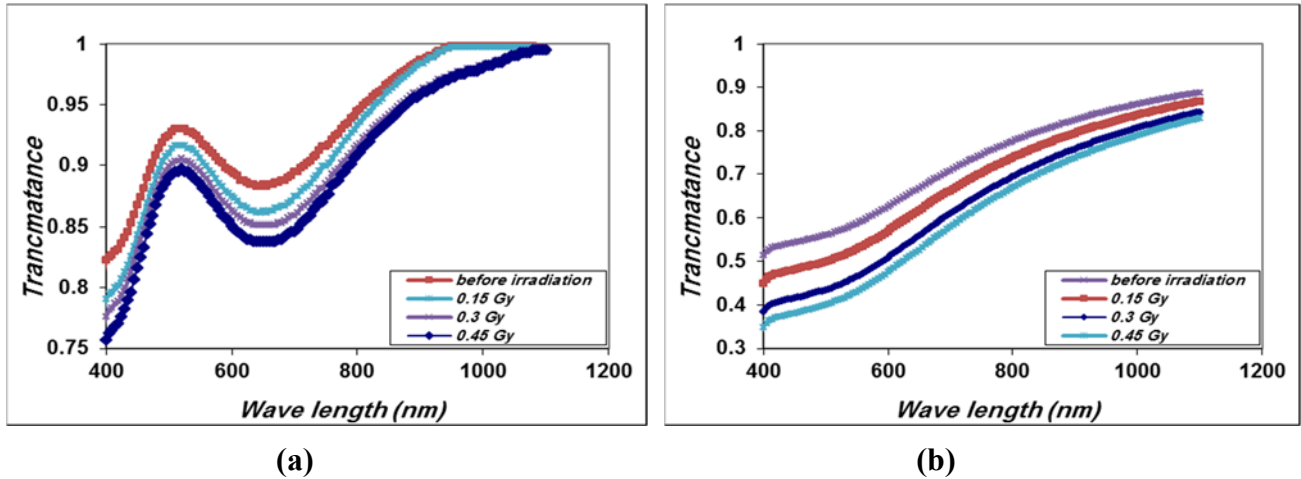 1
0.95
0.9
0.85
0.8
0.75
Trancmatance
before irradiation
0.15 Gy
0.3 Gy
0.45 Gy
400
600
800
1000
1200
Wave length (nm)
(a)
1
0.9
0.8
0.7
0.6
0.5
0.4
0.3
Trancmatance
before irradiation
0.15 Gy
0.3 Gy
0.45 Gy
400
600
800
1000
1200
Wave length (nm)
(b)